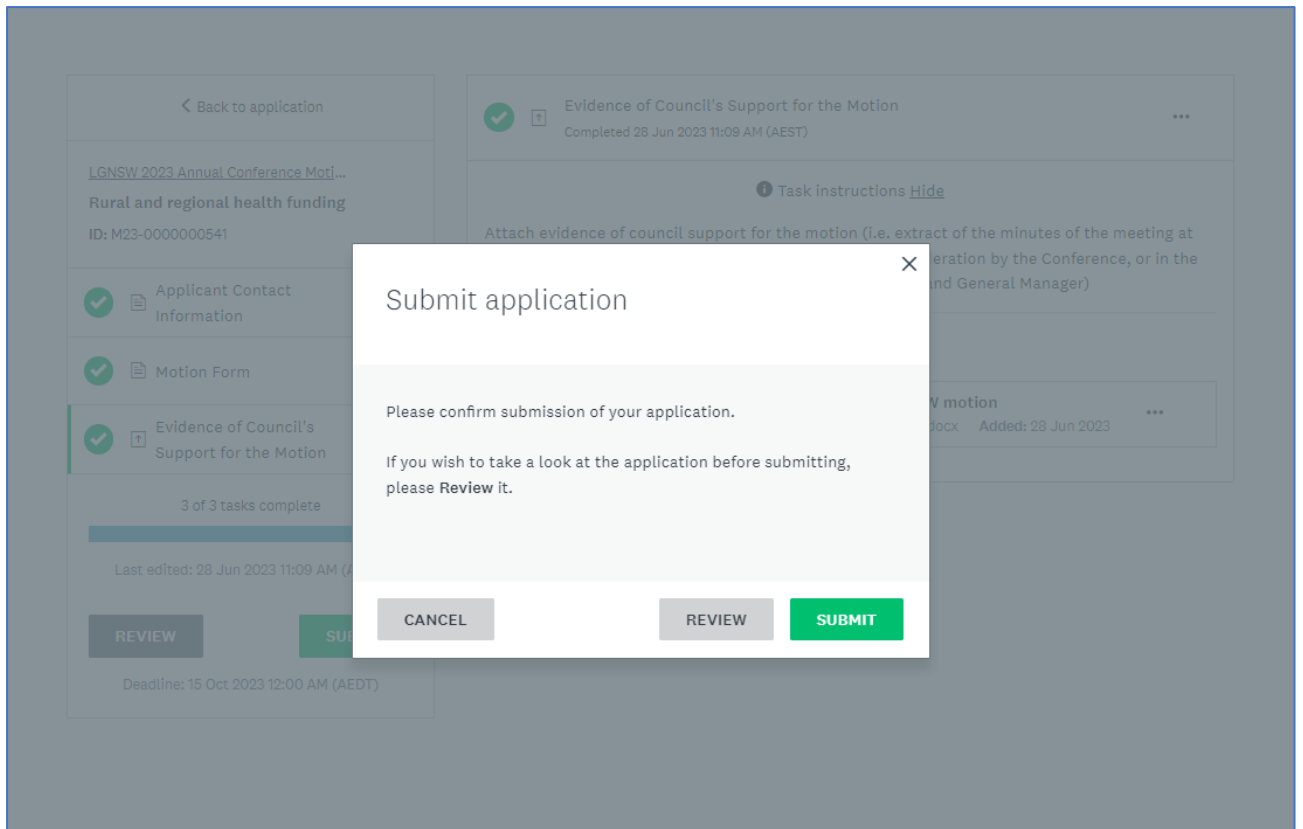 Back to application
LGNSW 2023 Annual Conference Moti...
Rural and regional health funding
ID: M23-0000000541
Applicant Contact
Information
Motion Form
Evidence of Council's
Support for the Motion
3 of 3 tasks complete
Last edited: 28 Jun 2023 11:09 AM (
REVIEW
Deadline: 15 Oct 2023 12:00 AM (AEDT)
Evidence of Council's Support for the Motion
...
Completed 28 Jun 2023 11:09 AM (AEST)
Task instructions Hide
Attach evidence of council support for the motion (i.e. extract of the minutes of the meeting at
by the Conference, or in the
General Manager)
motion
...
Added: 28 Jun 2023
Submit application
Please confirm submission of your application.
If you wish to take a look at the application before submitting,
please Review it.
CANCEL
REVIEW
SUBMIT